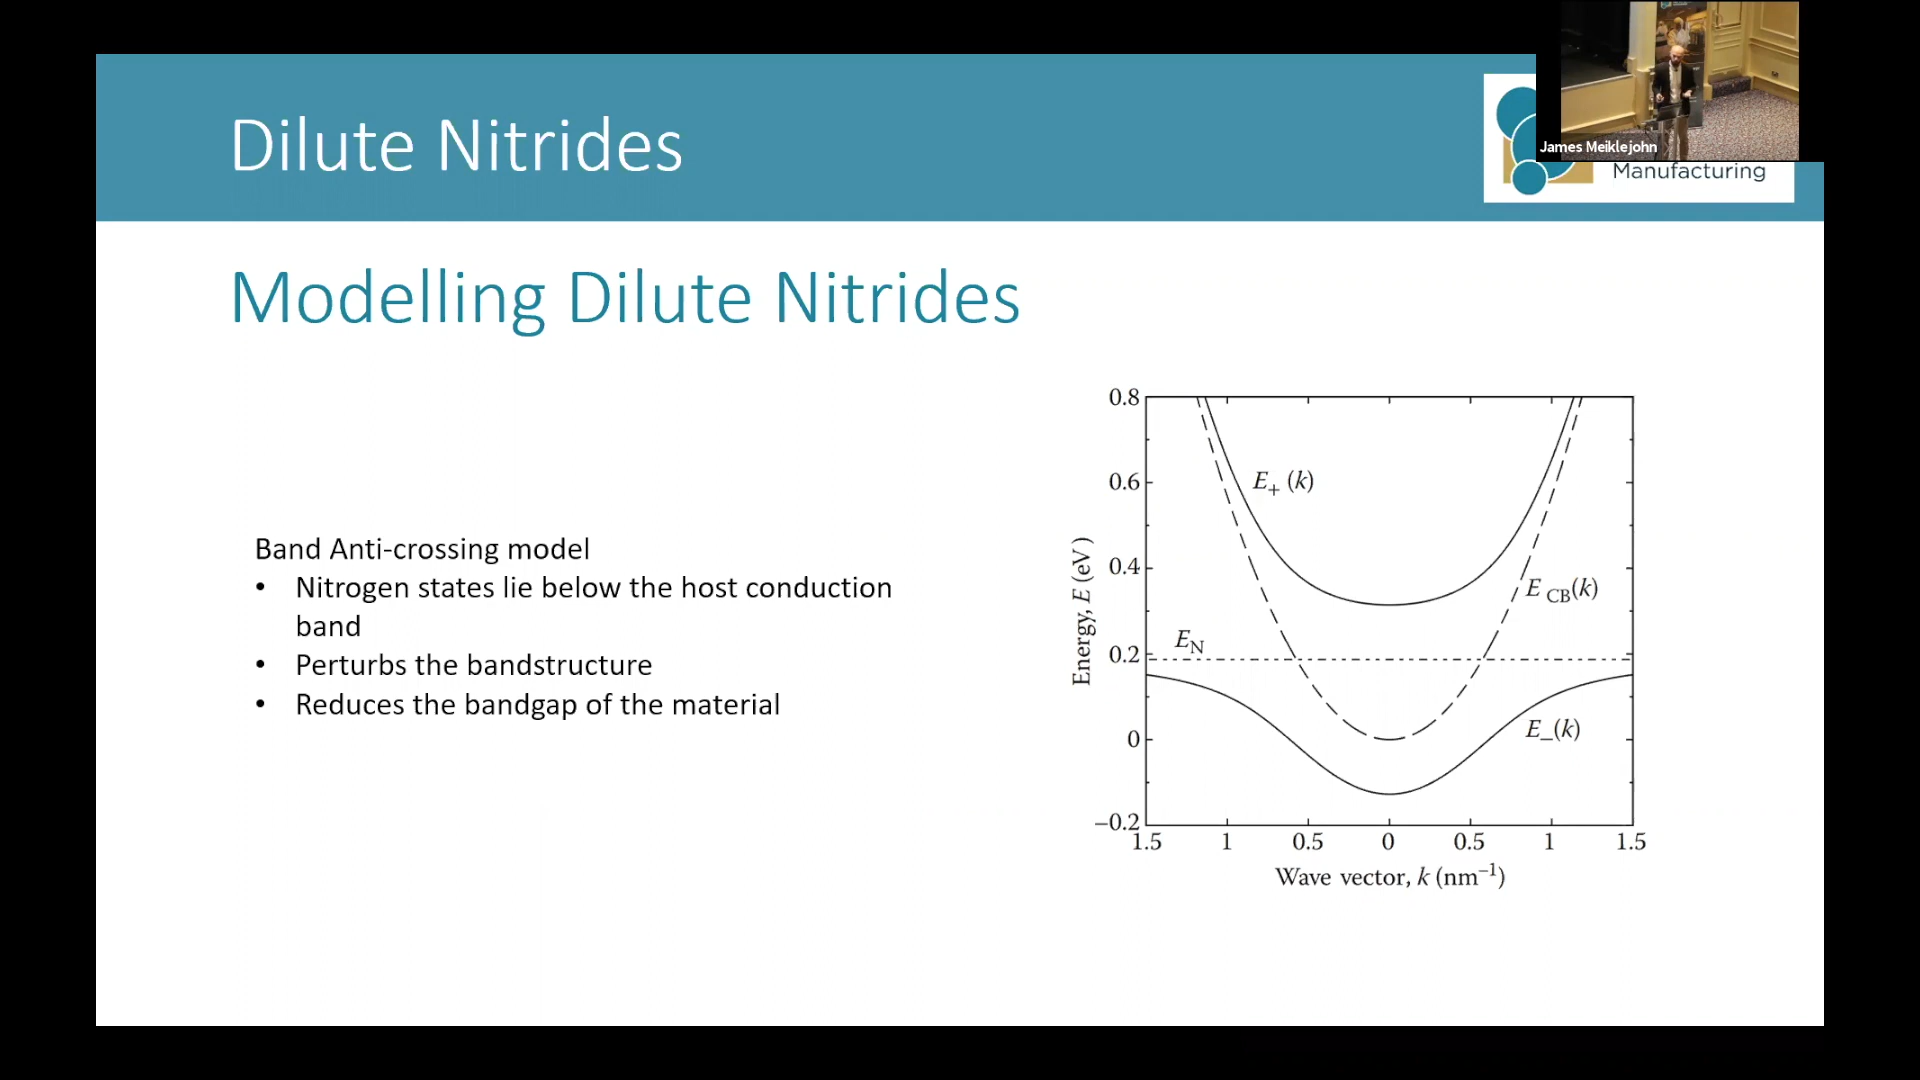 Dilute Nitrides
James Meiklejohn
Manufacturing
Modelling Dilute Nitrides
Band Anti-crossing model
• Nitrogen states lie below the host conduction
band
• Perturbs the bandstructure
• Reduces the bandgap of the material
Energy, E (eV)
0.8
0.6
0.4
0.2
0
–0.2
E+ (k)
E CB(k)
EN
E–(k)
1.5 1 0.5 0 0.5 1 1.5
Wave vector, k (nm–1)